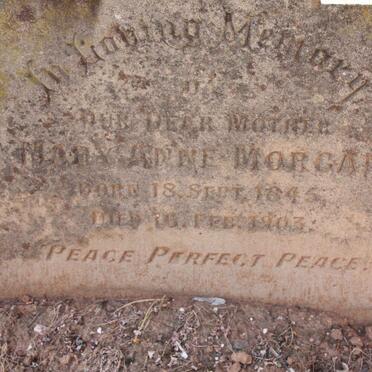 In Loving Memory
OF
OUR DEAR MOTHER
MARY ANNE MORGAN
BORN 18. SEPT. 1845.
DIED 16. FEB. 1903.
PEACE PERFECT PEACE.